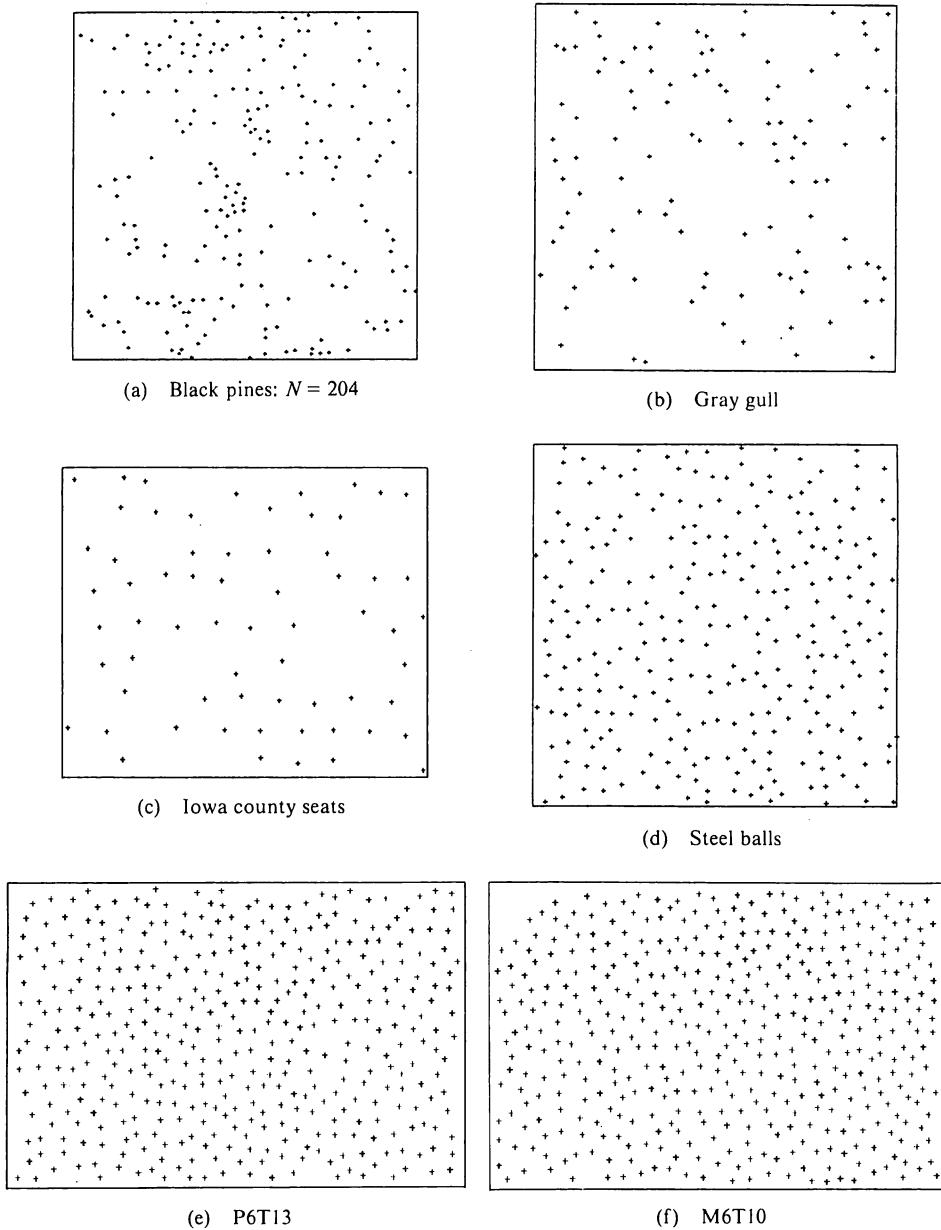 (a) Black pines: N = 204
(b) Gray gull
(c) Iowa county seats
(d) Steel balls
(e) P6T13
(f) M6T10